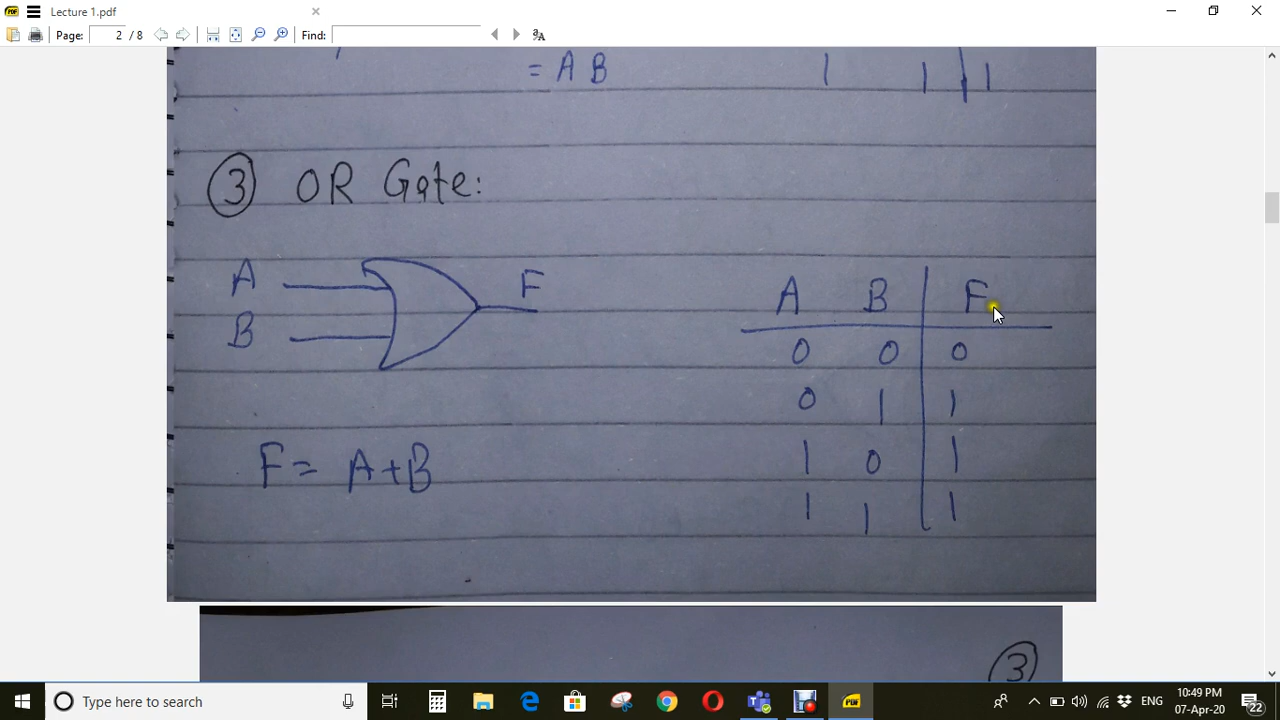 Lecture 1.pdf
Page: 2 / 8 Find:
= A B 1 1 1
3 OR Gate:
A
B
F
F = A+B
A B F
0 0 0
0 1 1
1 0 1
1 1 1
3
Type here to search
ENG
10:49 PM
07-Apr-20
22